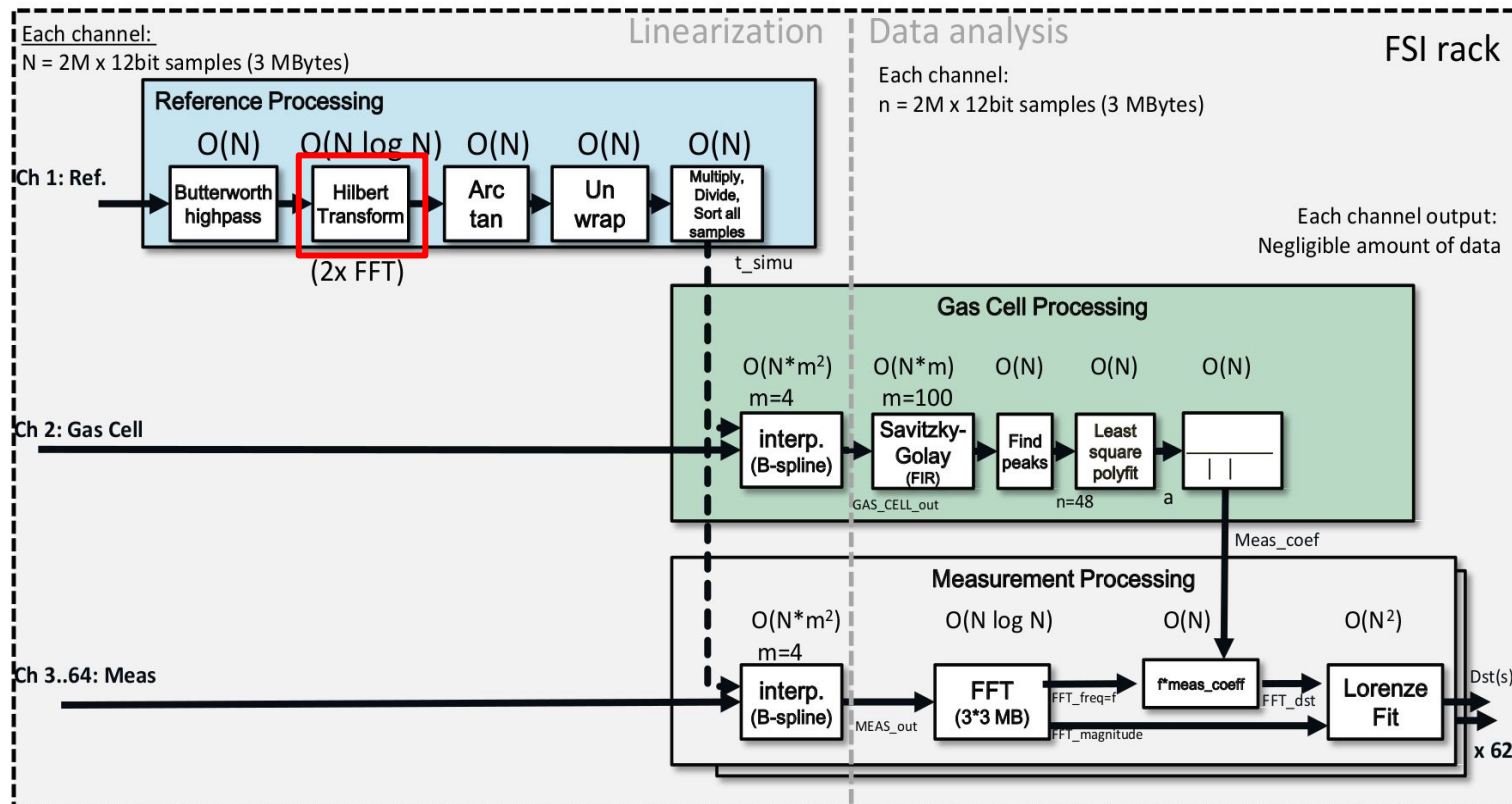 Each channel:
N = 2M x 12bit samples (3 MBytes)
Linearization
Data analysis
FSI rack
Each channel:
n = 2M x 12bit samples (3 MBytes)
Reference Processing
O(N)
O(N log N)
O(N)
O(N)
O(N)
Ch 1: Ref.
Butterworth
highpass
Hilbert
Transform
Arc
tan
Un
wrap
Multiply,
Divide,
Sort all
samples
(2x FFT)
t_simu
Each channel output:
Negligible amount of data
Gas Cell Processing
O(N*m²)
m=4
O(N*m)
m=100
O(N)
O(N)
O(N)
Ch 2: Gas Cell
interp.
(B-spline)
Savitzky-
Golay
(FIR)
Find
peaks
Least
square
polyfit
GAS_CELL_out
n=48
a
Meas_coef
Measurement Processing
O(N*m²)
m=4
O(N log N)
O(N)
O(N²)
Ch 3..64: Meas
interp.
(B-spline)
MEAS_out
FFT
(3*3 MB)
FFT_freq=f
FFT_magnitude
f*meas_coeff
FFT_dst
Lorenze
Fit
Dst(s)
x 62